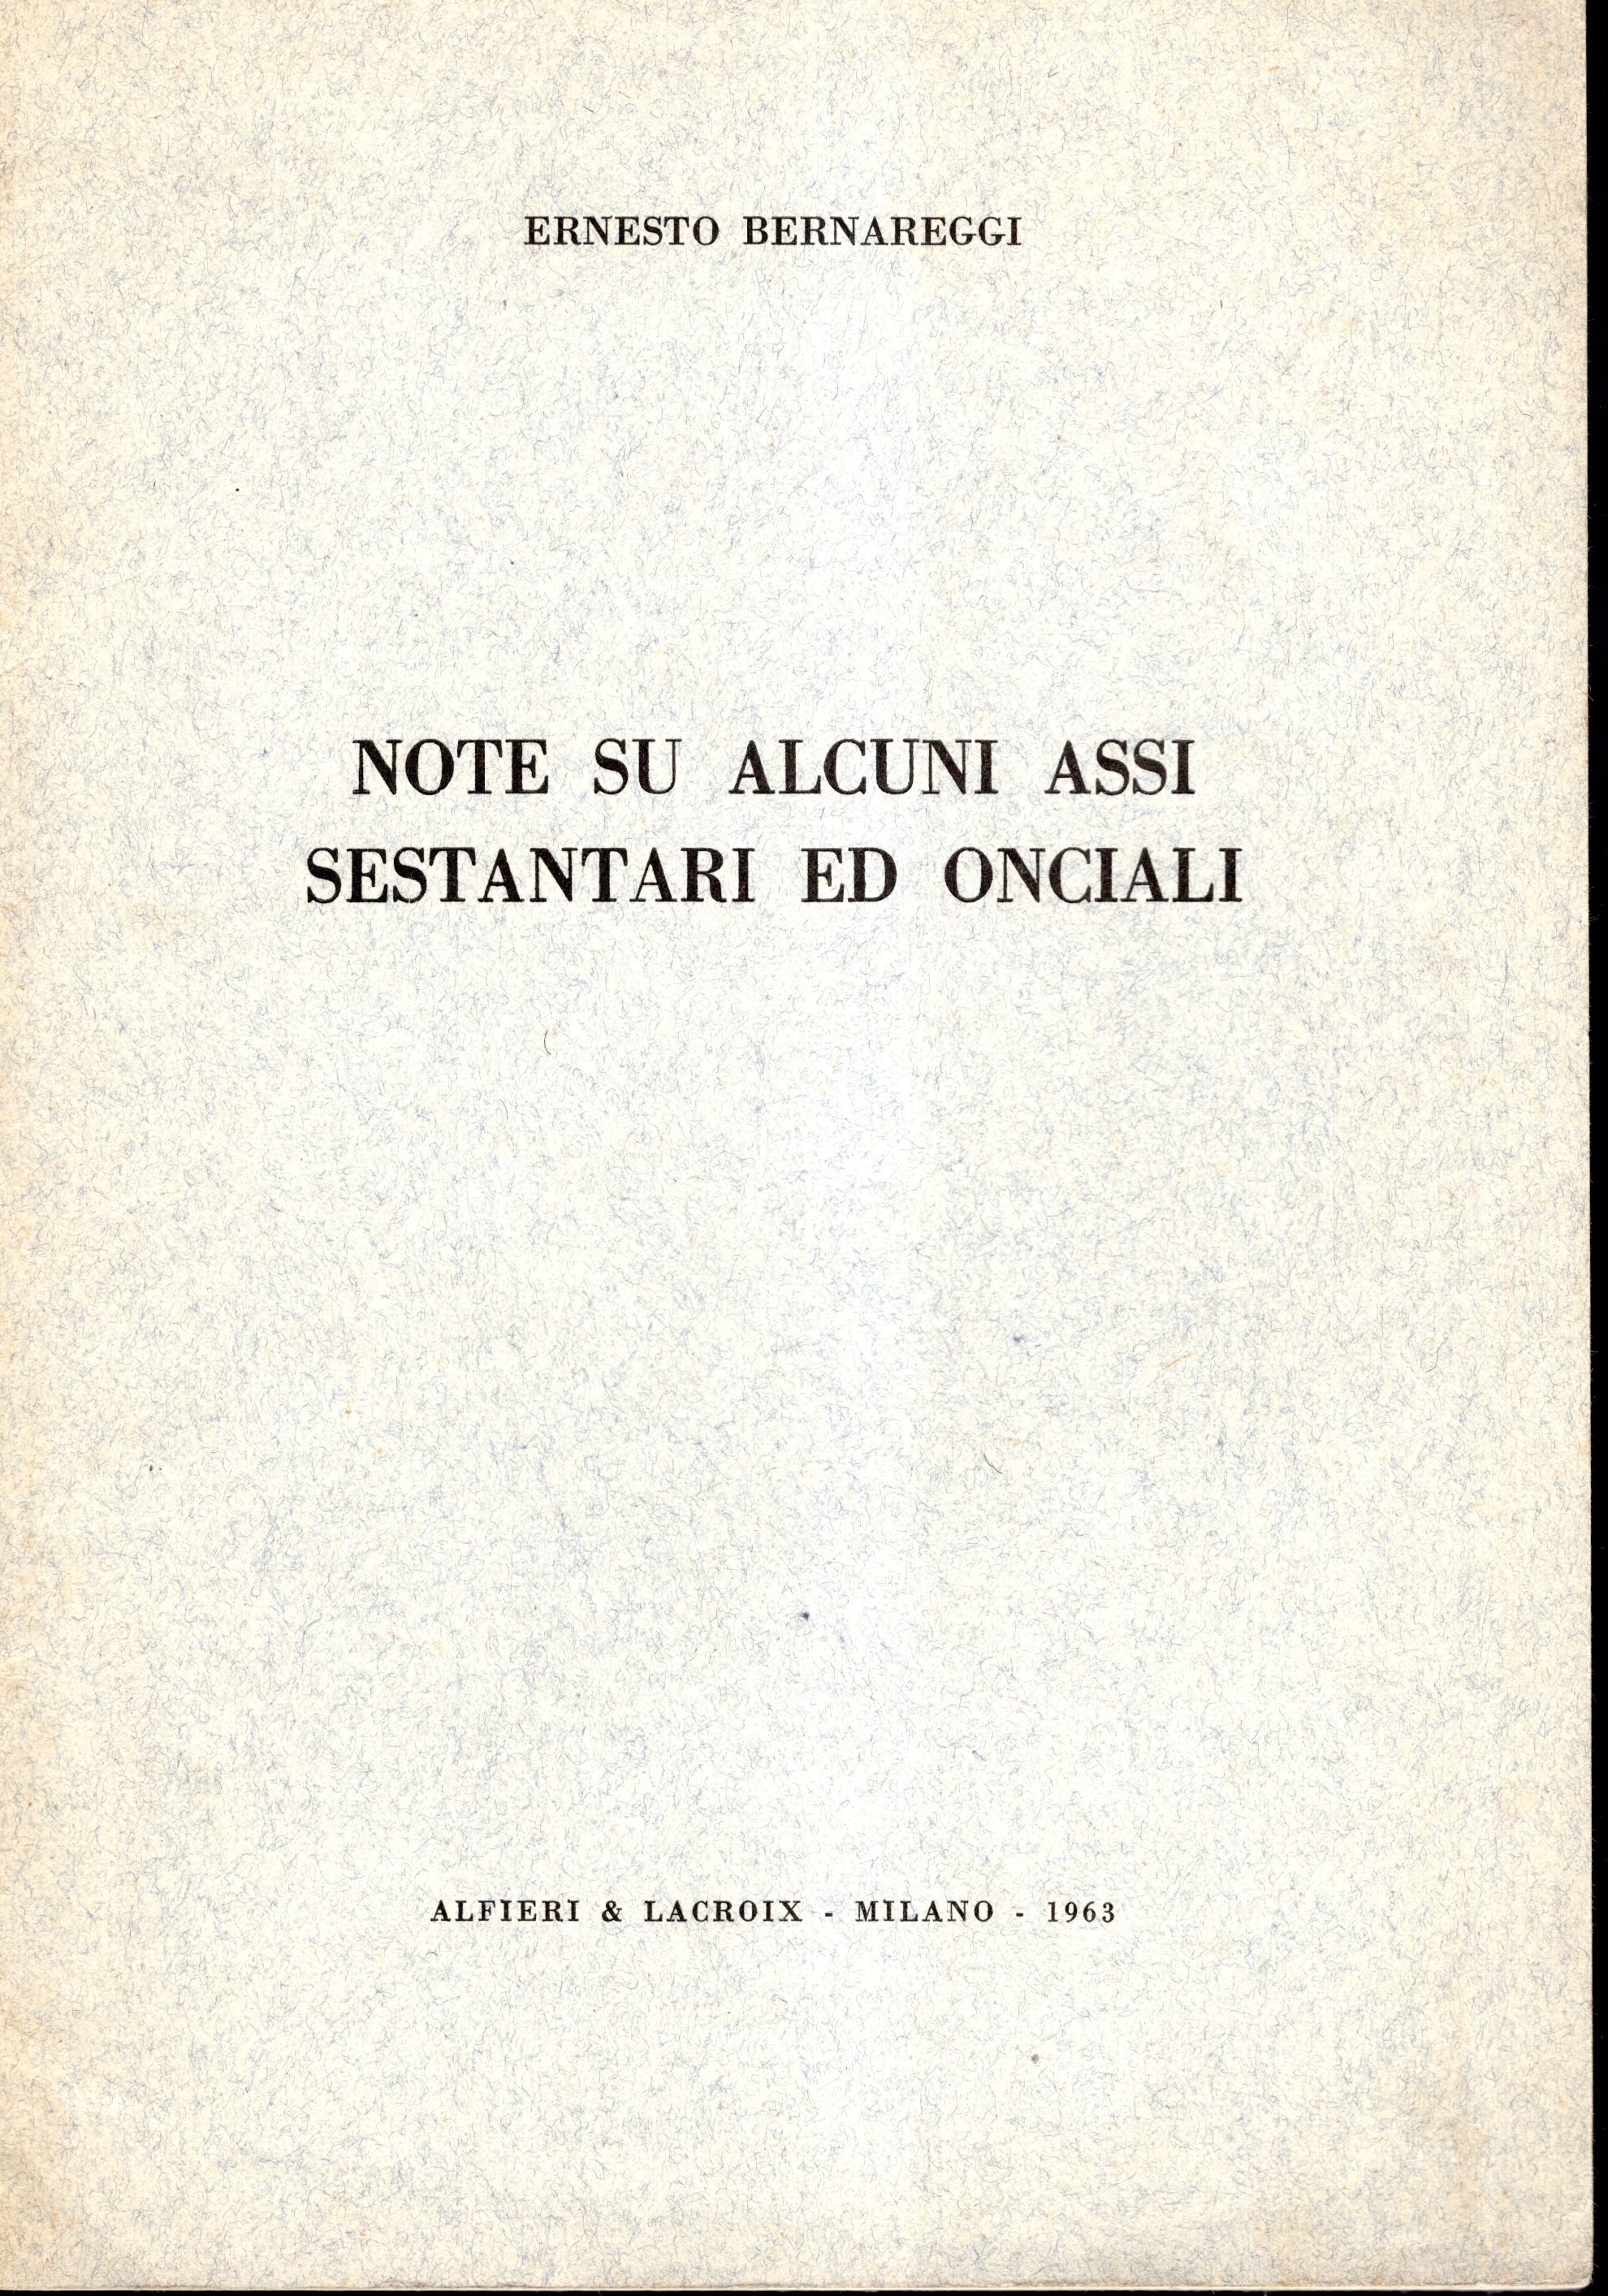 ERNESTO BERNAREGGI
NOTE SU ALCUNI ASSI
SESTANTARI ED ONCIALI
ALFIERI & LACROIX - MILANO - 1963